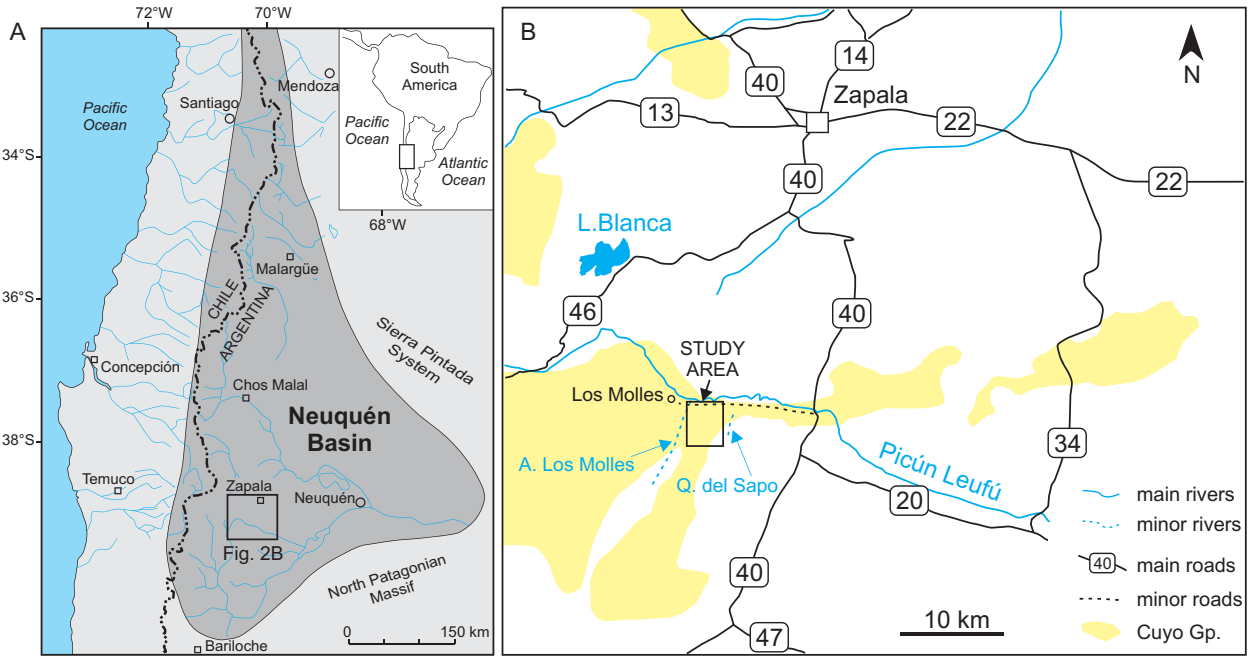 A
72°W
70°W
34°S
36°S
38°S
68°W
Pacific
Ocean
Santiago
Mendoza
South
America
Pacific
Ocean
Atlantic
Ocean
Malargüe
CHILE
ARGENTINA
Sierra Pintada
System
Concepción
Chos Malal
Neuquén
Basin
Temuco
Zapala
Neuquén
Fig. 2B
North Patagonian
Massif
Bariloche
0
150 km
B
N
40
14
13
Zapala
22
22
40
L.Blanca
46
40
STUDY
AREA
Los Molles
A. Los Molles
Q. del Sapo
Picún Leufú
34
20
40
47
10 km
main rivers
minor rivers
40
main roads
minor roads
Cuyo Gp.